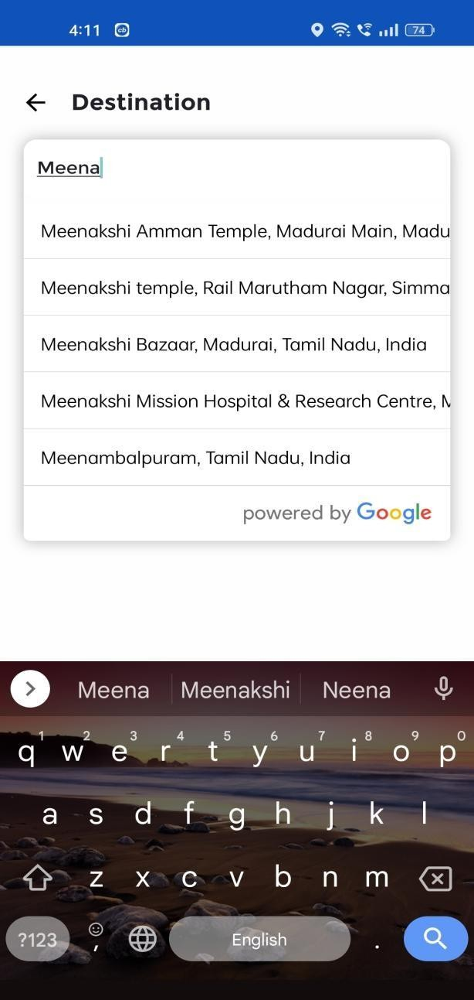 4:11 cb 74
Destination
Meena
Meenakshi Amman Temple, Madurai Main, Madu
Meenakshi temple, Rail Marutham Nagar, Simma
Meenakshi Bazaar, Madurai, Tamil Nadu, India
Meenakshi Mission Hospital & Research Centre, M
Meenambalpuram, Tamil Nadu, India
powered by Google
Meena Meenakshi Neena
1 2 3 4 5 6 7 8 9 0
q w e r t y u i o p
a s d f g h j k l
z x c v b n m
?123 , English .